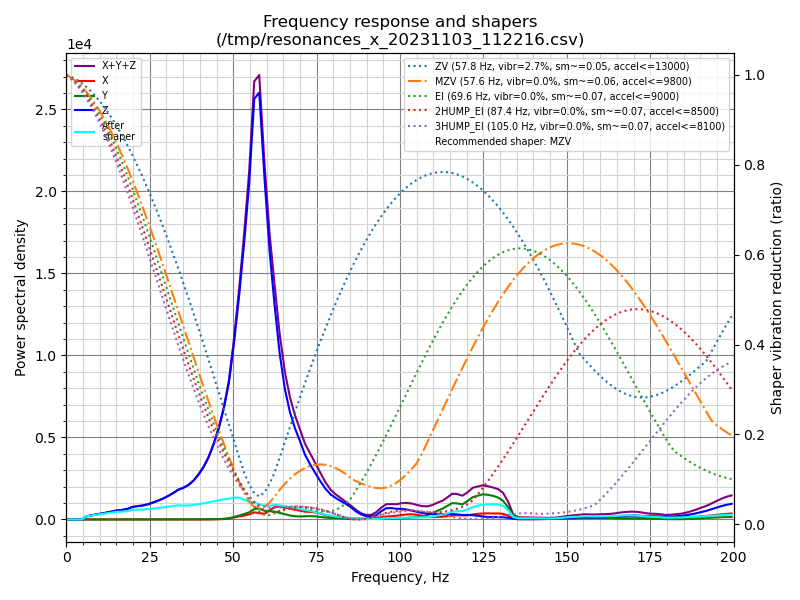 Frequency response and shapers
(/tmp/resonances_x_20231103_112216.csv)
1e4
X+Y+Z
X
Y
Z
after
shaper
ZV (57.8 Hz, vibr=2.7%, sm~=0.05, accel<=13000)
MZV (57.6 Hz, vibr=0.0%, sm~=0.06, accel<=9800)
EI (69.6 Hz, vibr=0.0%, sm~=0.07, accel<=9000)
2HUMP_EI (87.4 Hz, vibr=0.0%, sm~=0.07, accel<=8500)
3HUMP_EI (105.0 Hz, vibr=0.0%, sm~=0.07, accel<=8100)
Recommended shaper: MZV
Power spectral density
2.5
2.0
1.5
1.0
0.5
0.0
1.0
0.8
0.6
0.4
0.2
0.0
Shaper vibration reduction (ratio)
0 25 50 75 100 125 150 175 200
Frequency, Hz